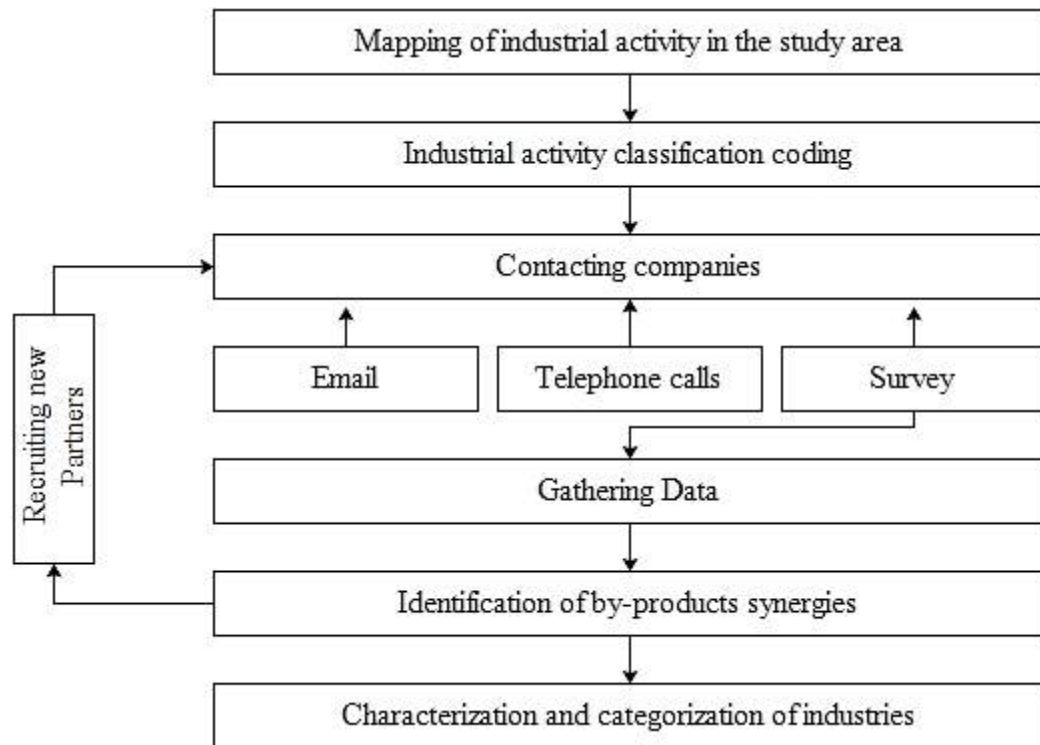 Mapping of industrial activity in the study area
Industrial activity classification coding
Contacting companies
Recruiting new
Partners
Email
Telephone calls
Survey
Gathering Data
Identification of by-products synergies
Characterization and categorization of industries